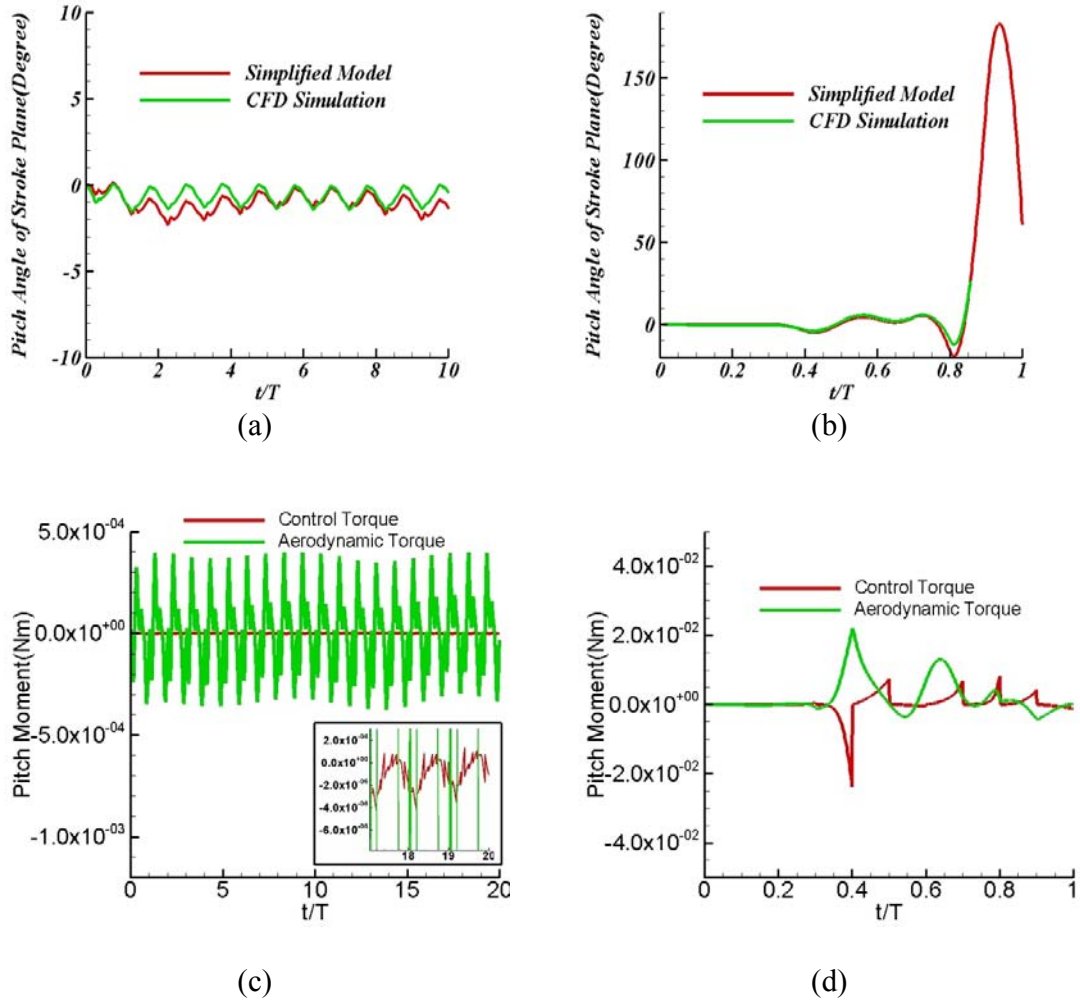 10
5
0
-5
-10
Pitch Angle of Stroke Plane(Degree)
Simplified Model
CFD Simulation
0 2 4 6 8 10
t/T
(a)
150
100
50
0
Pitch Angle of Stroke Plane(Degree)
Simplified Model
CFD Simulation
0 0.2 0.4 0.6 0.8 1
t/T
(b)
Control Torque
Aerodynamic Torque
5.0x10-04
0.0x10+00
-5.0x10-04
-1.0x10-03
Pitch Moment(Nm)
0 5 10 15 20
t/T
18 19 20
(c)
4.0x10-02
2.0x10-02
0.0x10+00
-2.0x10-02
-4.0x10-02
Pitch Moment(Nm)
Control Torque
Aerodynamic Torque
0 0.2 0.4 0.6 0.8 1
t/T
(d)